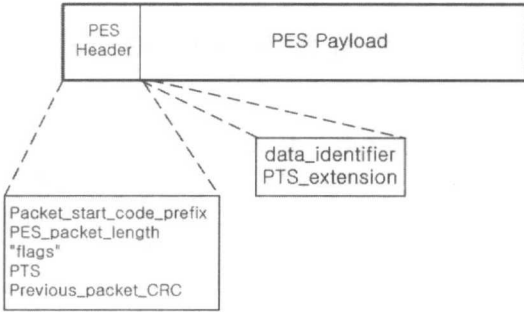 PES
Header
PES Payload
data_identifier
PTS_extension
Packet_start_code_prefix
PES_packet_length
"flags"
PTS
Previous_packet_CRC